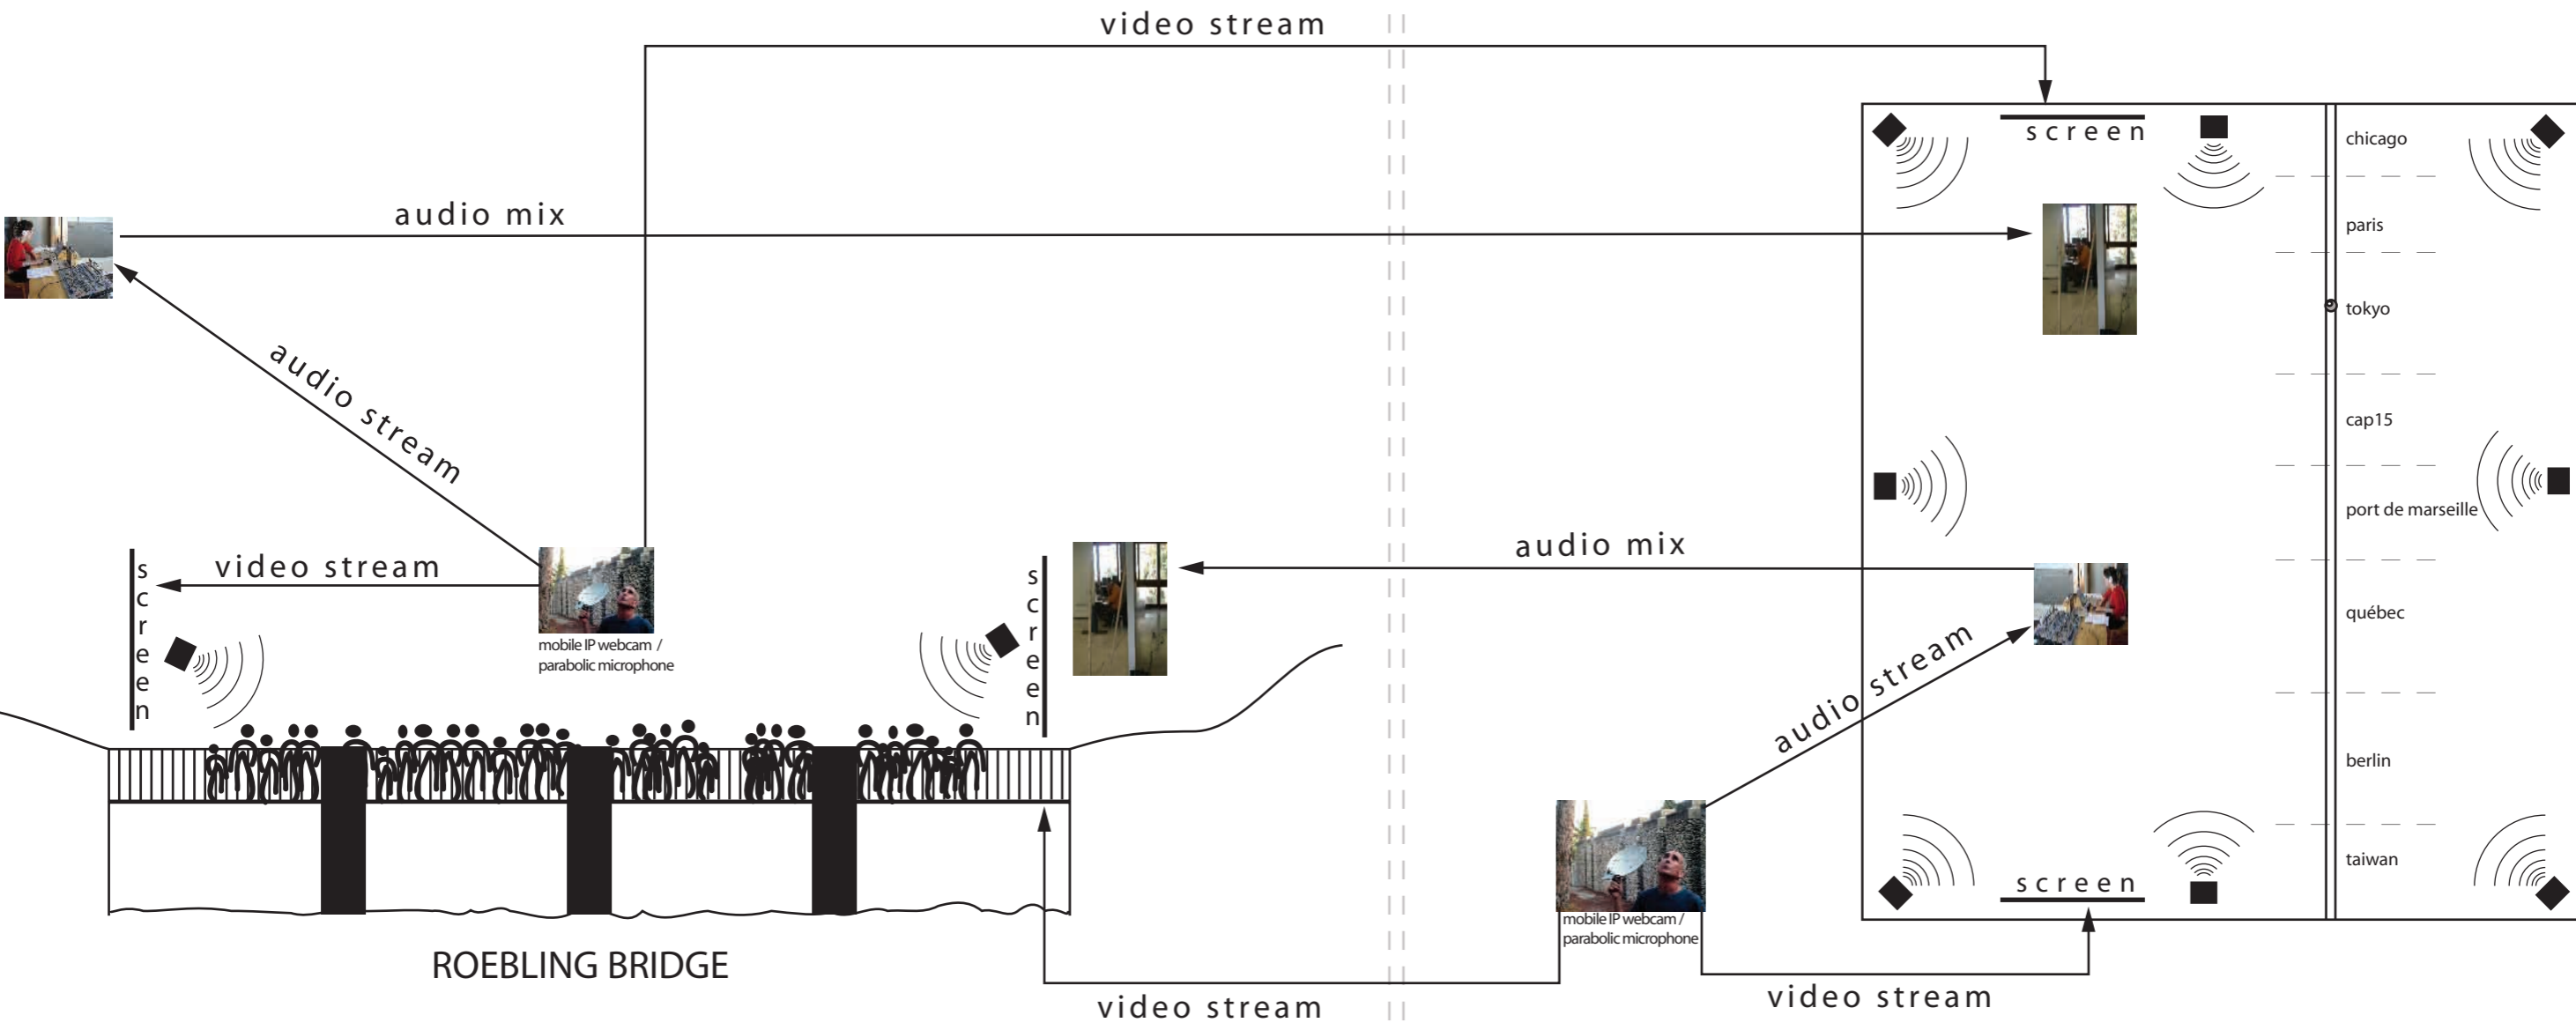 video stream
screen
chicago
audio mix
paris
tokyo
audio stream
cap15
port de marseille
audio mix
video stream
screen
screen
mobile IP webcam /
parabolic microphone
québec
audio stream
berlin
taiwan
screen
mobile IP webcam /
parabolic microphone
ROEBLING BRIDGE
video stream
video stream